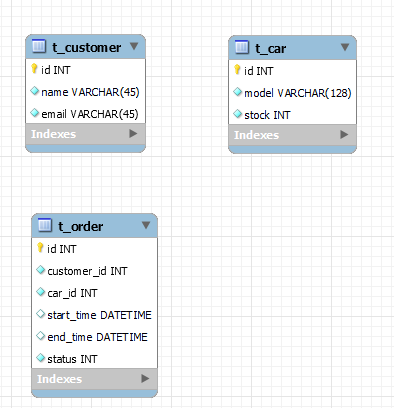 t_customer
id INT
name VARCHAR(45)
email VARCHAR(45)
Indexes
t_car
id INT
model VARCHAR(128)
stock INT
Indexes
t_order
id INT
customer_id INT
car_id INT
start_time DATETIME
end_time DATETIME
status INT
Indexes